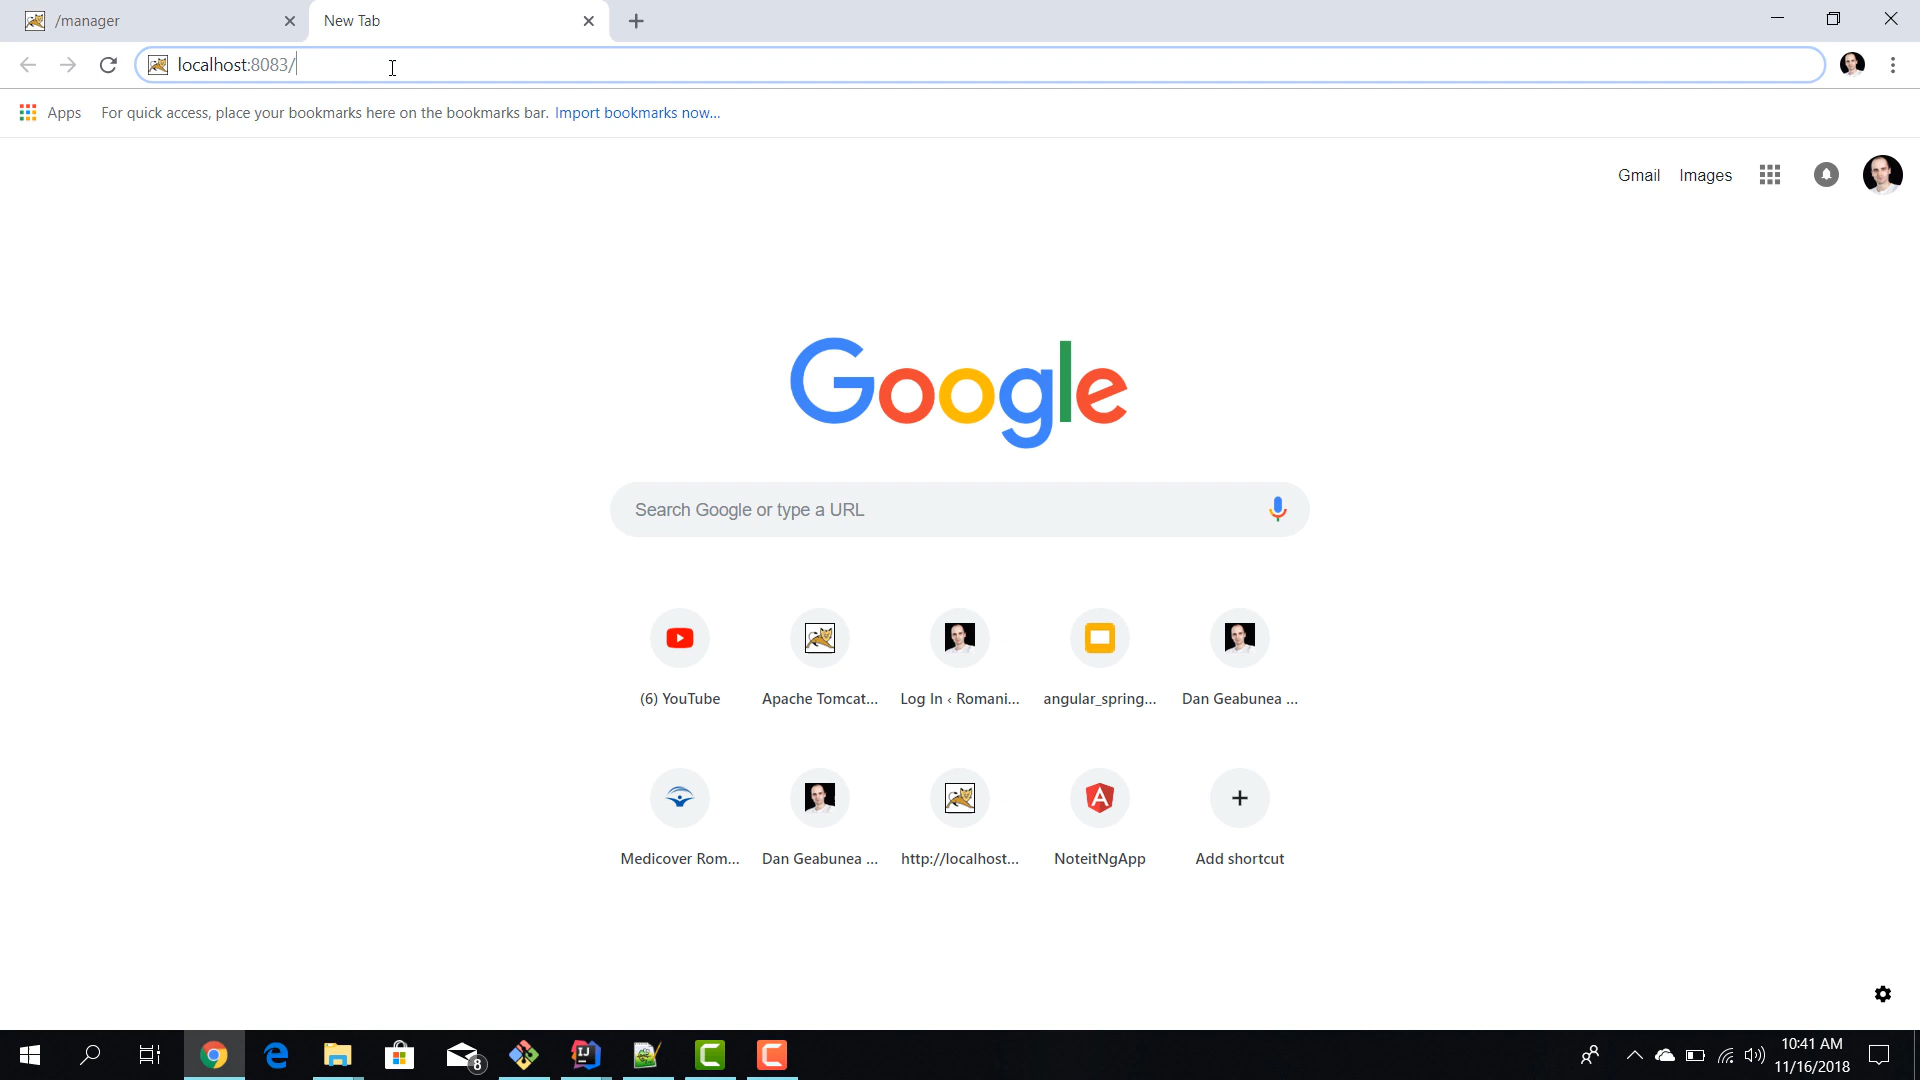 /manager
New Tab
localhost:8083/
Apps
For quick access, place your bookmarks here on the bookmarks bar. Import bookmarks now...
Gmail
Images
Google
Search Google or type a URL
(6) YouTube
Apache Tomcat...
Log In ‹ Romani...
angular_spring...
Dan Geabunea ...
Medicover Rom...
Dan Geabunea ...
http://localhost...
NoteitNgApp
Add shortcut
8
10:41 AM
11/16/2018